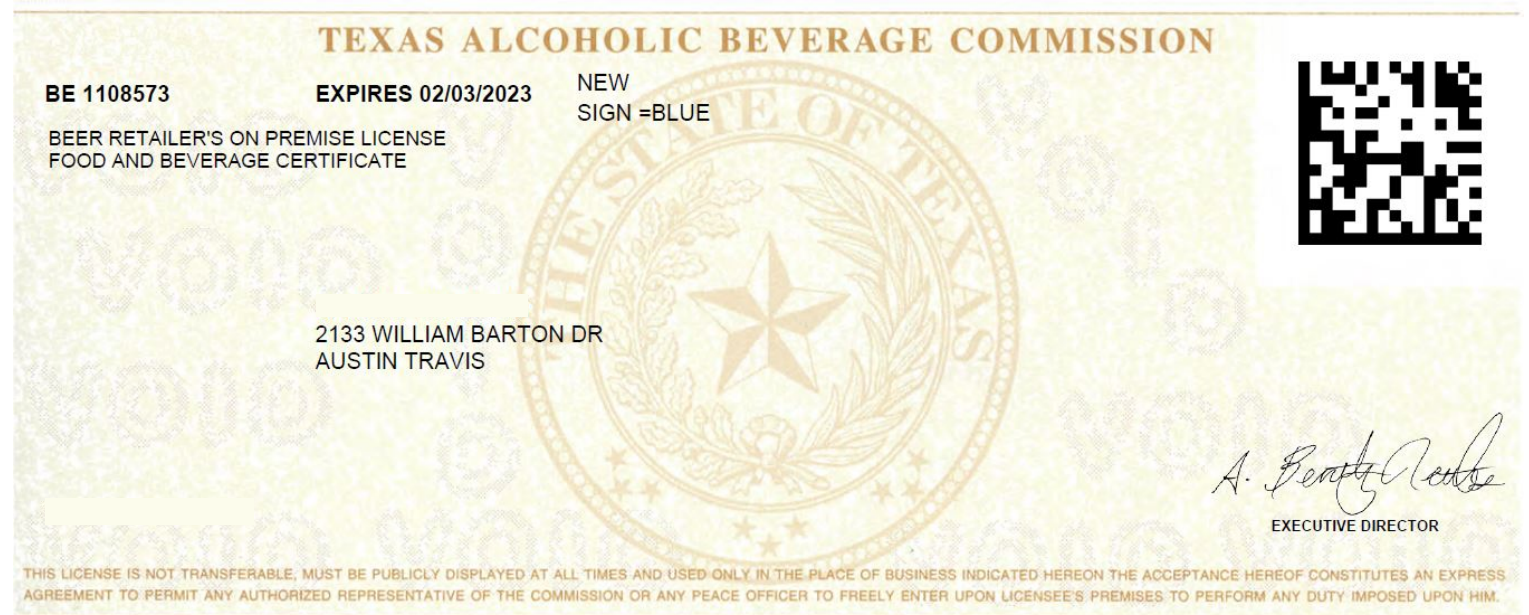 TEXAS ALCOHOLIC BEVERAGE COMMISSION
BE 1108573 EXPIRES 02/03/2023 NEW
SIGN =BLUE
BEER RETAILER'S ON PREMISE LICENSE
FOOD AND BEVERAGE CERTIFICATE
THE STATE OF TEXAS
2133 WILLIAM BARTON DR
AUSTIN TRAVIS
A.
EXECUTIVE DIRECTOR
THIS LICENSE IS NOT TRANSFERABLE, MUST BE PUBLICLY DISPLAYED AT ALL TIMES AND USED ONLY IN THE PLACE OF BUSINESS INDICATED HEREON THE ACCEPTANCE HEREOF CONSTITUTES AN EXPRESS
AGREEMENT TO PERMIT ANY AUTHORIZED REPRESENTATIVE OF THE COMMISSION OR ANY PEACE OFFICER TO FREELY ENTER UPON LICENSEE'S PREMISES TO PERFORM ANY DUTY IMPOSED UPON HIM.